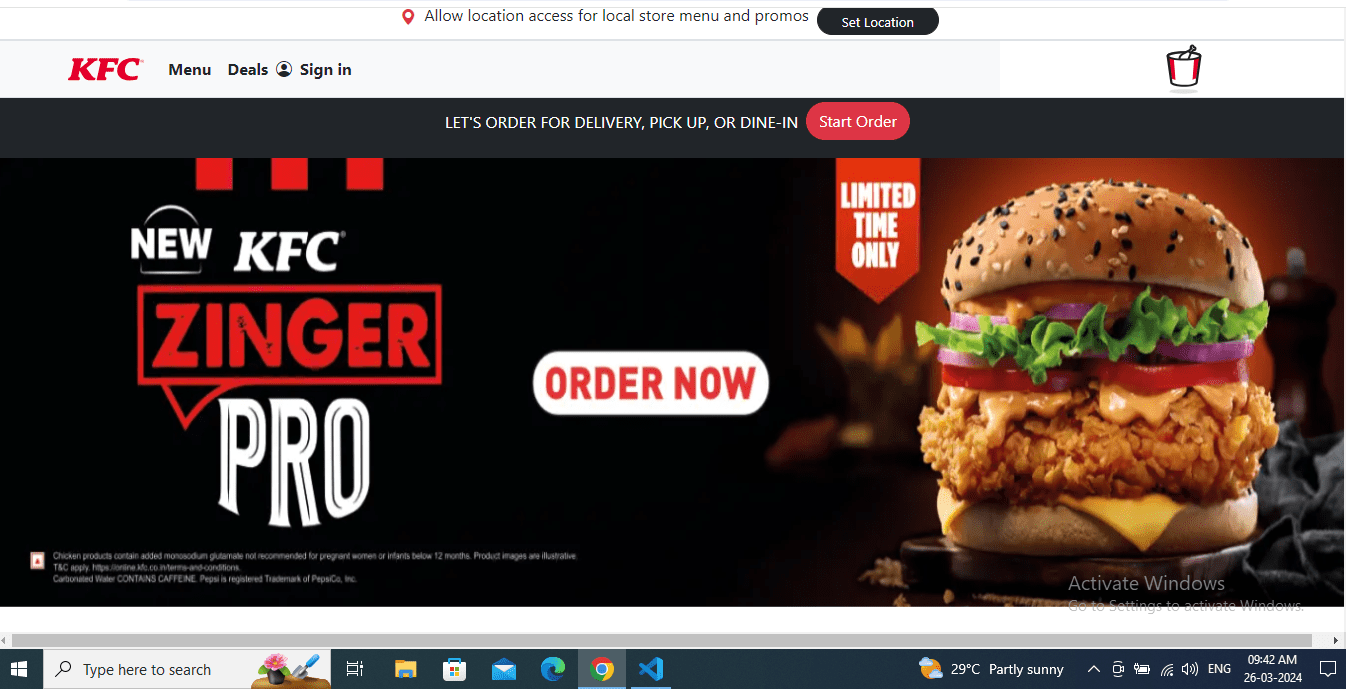 Allow location access for local store menu and promos Set Location
KFC Menu Deals Sign in
LET'S ORDER FOR DELIVERY, PICK UP, OR DINE-IN Start Order
NEW KFC
ZINGER
PRO
ORDER NOW
LIMITED
TIME
ONLY
Chicken products contain added monosodium glutamate not recommended for pregnant women or infants below 12 months. Product images are illustrative.
T&C apply. https://online.kfc.co.in/terms-and-conditions.
Carbonated Water CONTAINS CAFFEINE. Pepsi is registered Trademark of PepsiCo, Inc.
Activate Windows
Go to Settings to activate Windows.
Type here to search
29°C Partly sunny
ENG
09:42 AM
26-03-2024